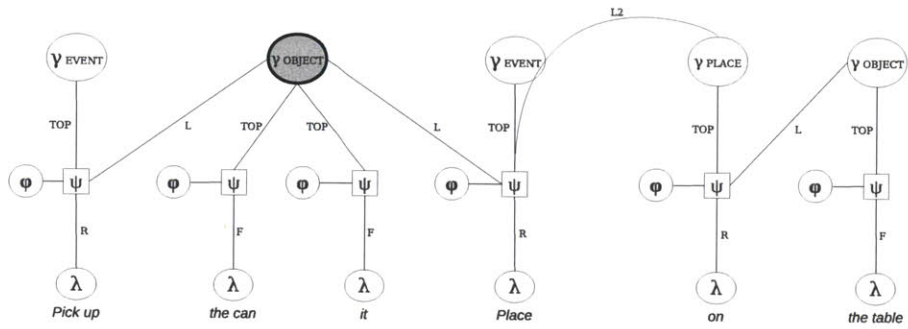 L2
γ EVENT γ OBJECT γ EVENT γ PLACE γ OBJECT
TOP L TOP TOP L TOP TOP L TOP
φ ψ φ ψ φ ψ φ ψ φ ψ φ ψ
R F F R R F
λ λ λ λ λ λ
Pick up the can it Place on the table